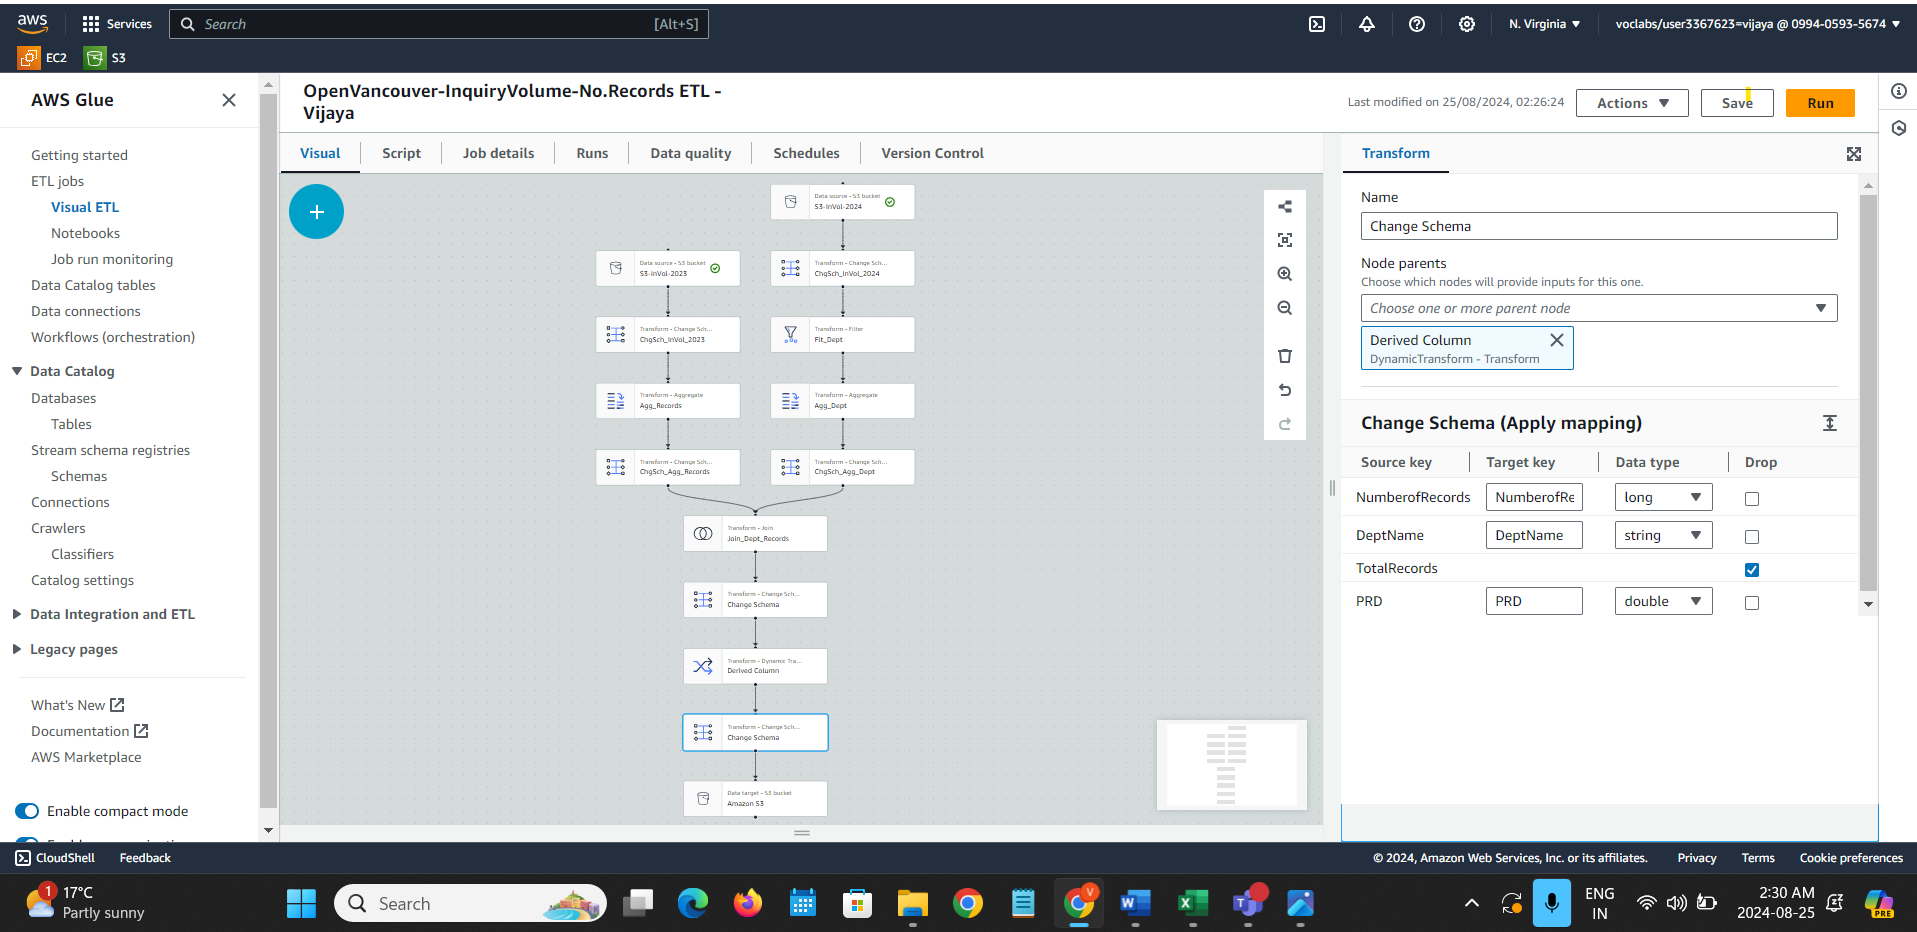 aws
Services
Search
[Alt+S]
N. Virginia
voclabs/user3367623=vijaya @ 0994-0593-5674
EC2
S3
AWS Glue
Getting started
ETL jobs
Visual ETL
Notebooks
Job run monitoring
Data Catalog tables
Data connections
Workflows (orchestration)
Data Catalog
Databases
Tables
Stream schema registries
Schemas
Connections
Crawlers
Classifiers
Catalog settings
Data Integration and ETL
Legacy pages
What's New
Documentation
AWS Marketplace
Enable compact mode
OpenVancouver-InquiryVolume-No.Records ETL -
Vijaya
Last modified on 25/08/2024, 02:26:24
Actions
Save
Run
Visual
Script
Job details
Runs
Data quality
Schedules
Version Control
Data source - S3 bucket
S3-InVol-2024
Data source - S3 bucket
S3-InVol-2023
Transform - Change Sch...
ChgSch_InVol_2024
Transform - Change Sch...
ChgSch_InVol_2023
Transform - Filter
Flt_Dept
Transform - Aggregate
Agg_Records
Transform - Aggregate
Agg_Dept
Transform - Change Sch...
ChgSch_Agg_Records
Transform - Change Sch...
ChgSch_Agg_Dept
Transform - Join
Join_Dept_Records
Transform - Change Sch...
Change Schema
Transform - Dynamic Tra...
Derived Column
Transform - Change Sch...
Change Schema
Data target - S3 bucket
Amazon S3
Transform
Name
Change Schema
Node parents
Choose which nodes will provide inputs for this one.
Choose one or more parent node
Derived Column
DynamicTransform - Transform
Change Schema (Apply mapping)
Source key
Target key
Data type
Drop
NumberofRecords
NumberofRe
long
DeptName
DeptName
string
TotalRecords
PRD
PRD
double
CloudShell
Feedback
© 2024, Amazon Web Services, Inc. or its affiliates.
Privacy
Terms
Cookie preferences
1
17°C
Partly sunny
Search
V
ENG
IN
2:30 AM
2024-08-25
PRE